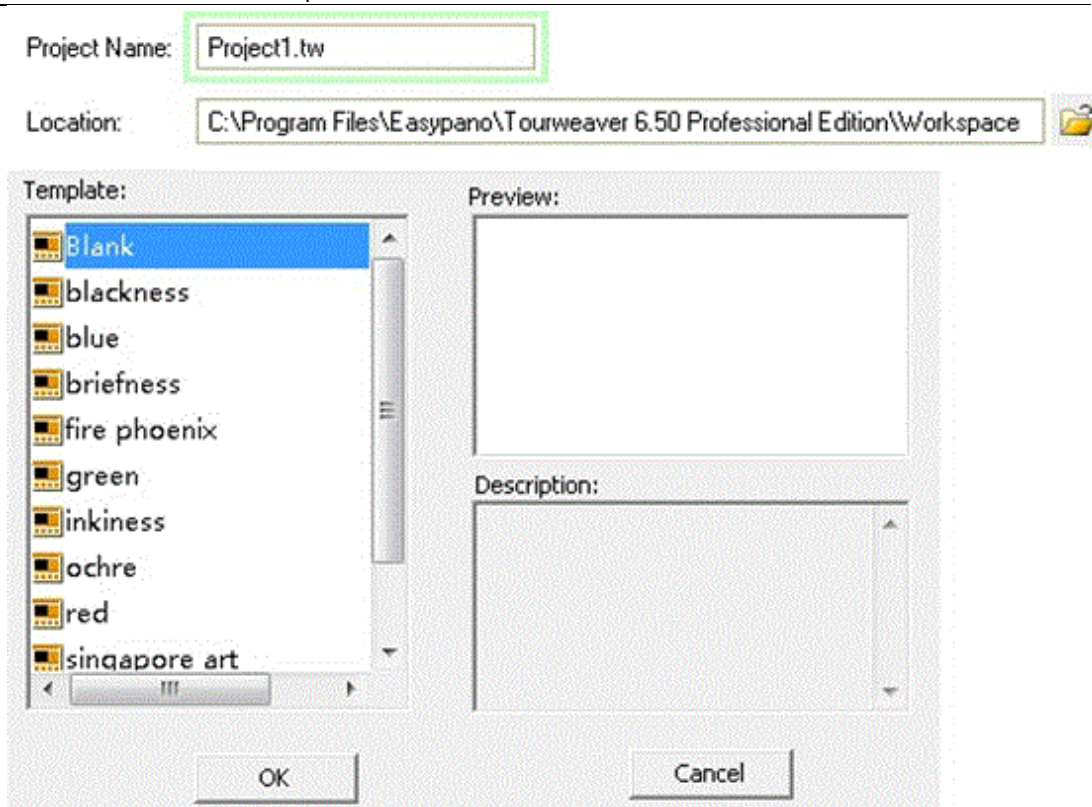 Project Name: Project1.tw
Location: C:\Program Files\Easypano\Tourweaver 6.50 Professional Edition\Workspace
Template:
Blank
blackness
blue
briefness
fire phoenix
green
inkiness
ochre
red
singapore art
Preview:
Description:
OK Cancel